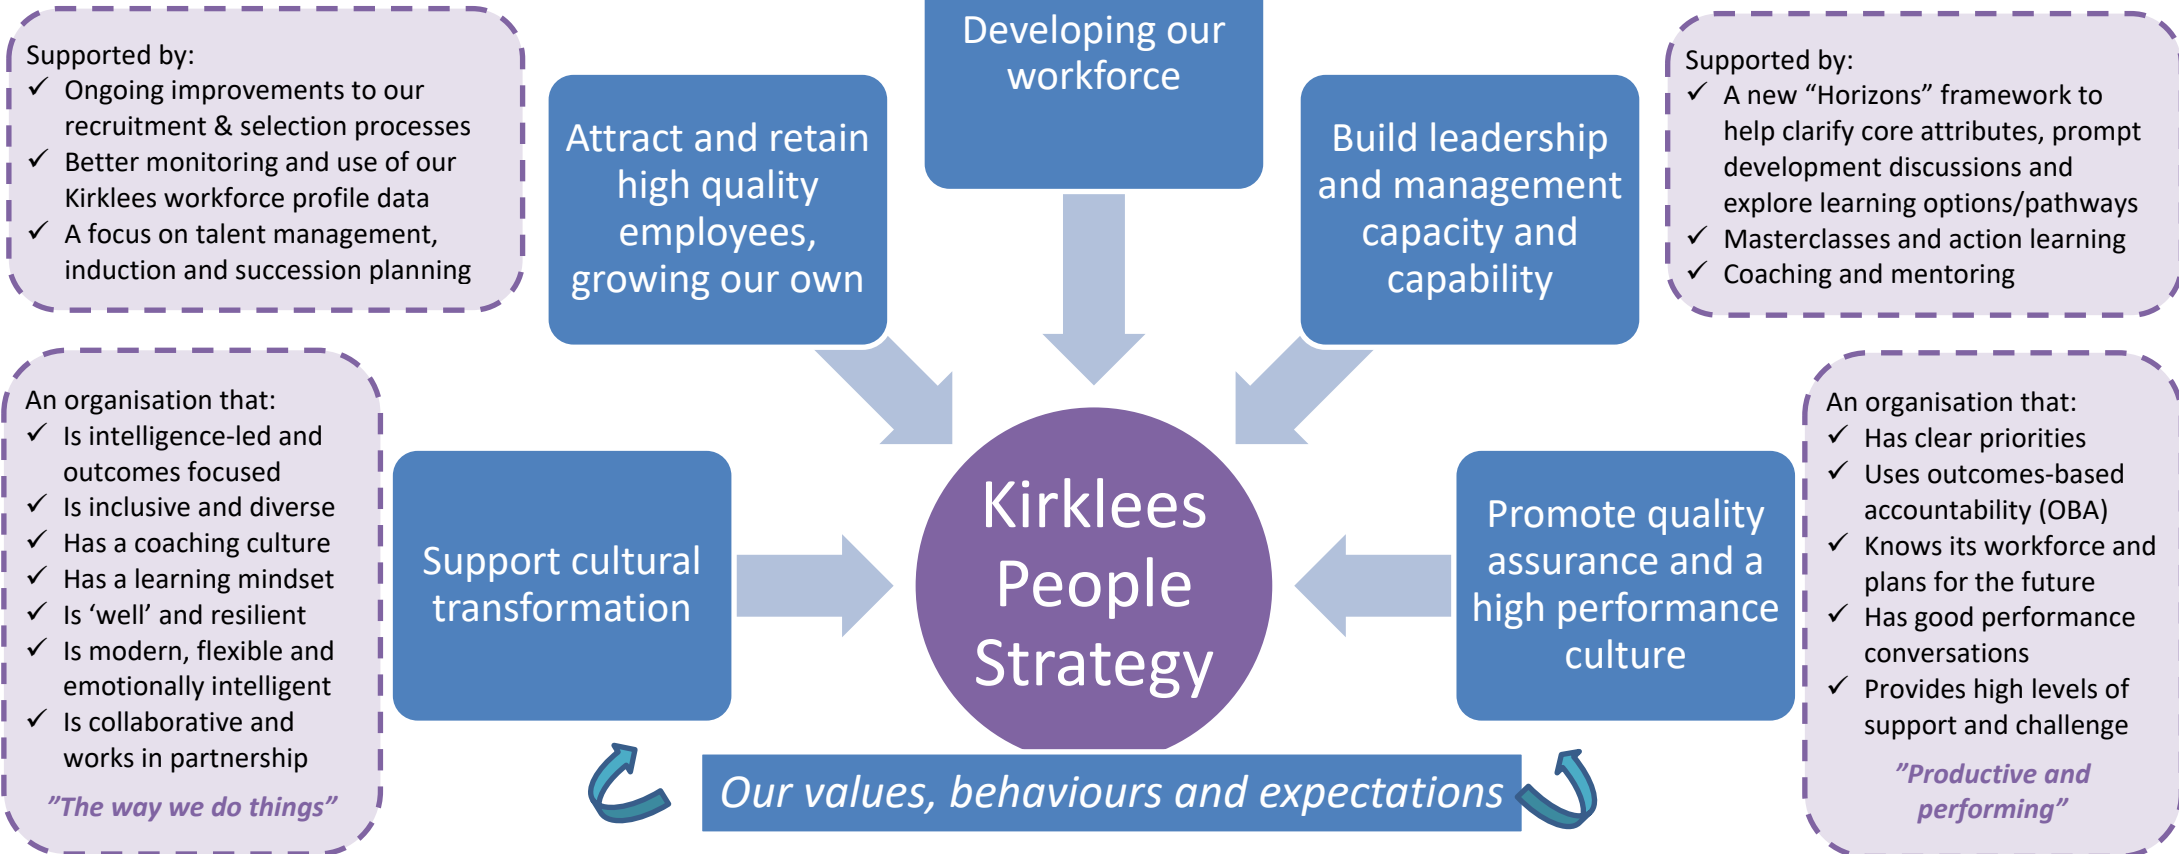 Supported by:
✓ Ongoing improvements to our
recruitment & selection processes
✓ Better monitoring and use of our
Kirklees workforce profile data
✓ A focus on talent management,
induction and succession planning
Attract and retain
high quality
employees,
growing our own
Developing our
workforce
Build leadership
and management
capacity and
capability
Supported by:
✓ A new “Horizons” framework to
help clarify core attributes, prompt
development discussions and
explore learning options/pathways
✓ Masterclasses and action learning
✓ Coaching and mentoring
An organisation that:
✓ Is intelligence-led and
outcomes focused
✓ Is inclusive and diverse
✓ Has a coaching culture
✓ Has a learning mindset
✓ Is ‘well’ and resilient
✓ Is modern, flexible and
emotionally intelligent
✓ Is collaborative and
works in partnership
”The way we do things”
Support cultural
transformation
Kirklees
People
Strategy
Promote quality
assurance and a
high performance
culture
An organisation that:
✓ Has clear priorities
✓ Uses outcomes-based
accountability (OBA)
✓ Knows its workforce and
plans for the future
✓ Has good performance
conversations
✓ Provides high levels of
support and challenge
”Productive and
performing”
Our values, behaviours and expectations